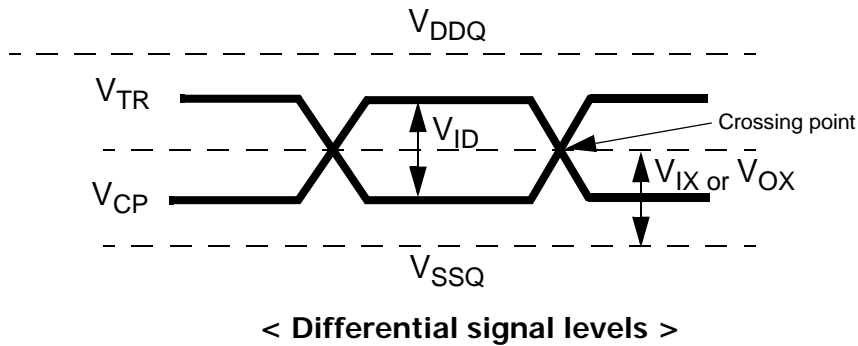 VDDQ
VTR
Crossing point
VID
VIX or VOX
VCP
VSSQ
< Differential signal levels >